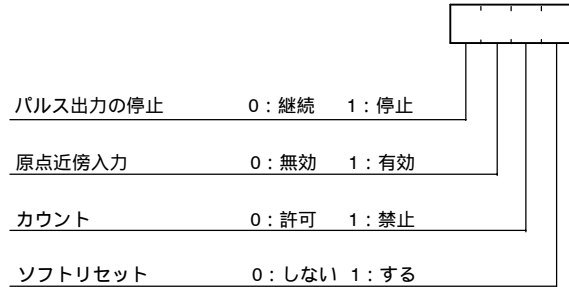 パルス出力の停止 0：継続 1：停止
原点近傍入力 0：無効 1：有効
カウント 0：許可 1：禁止
ソフトリセット 0：しない 1：する